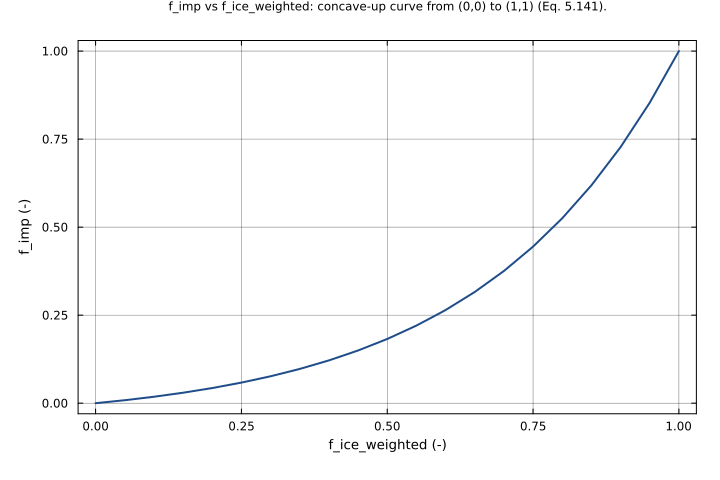 f_imp vs f_ice_weighted: concave-up curve from (0,0) to (1,1) (Eq. 5.141).
1.00
0.75
0.50
0.25
0.00
f_imp (-)
0.00 0.25 0.50 0.75 1.00
f_ice_weighted (-)